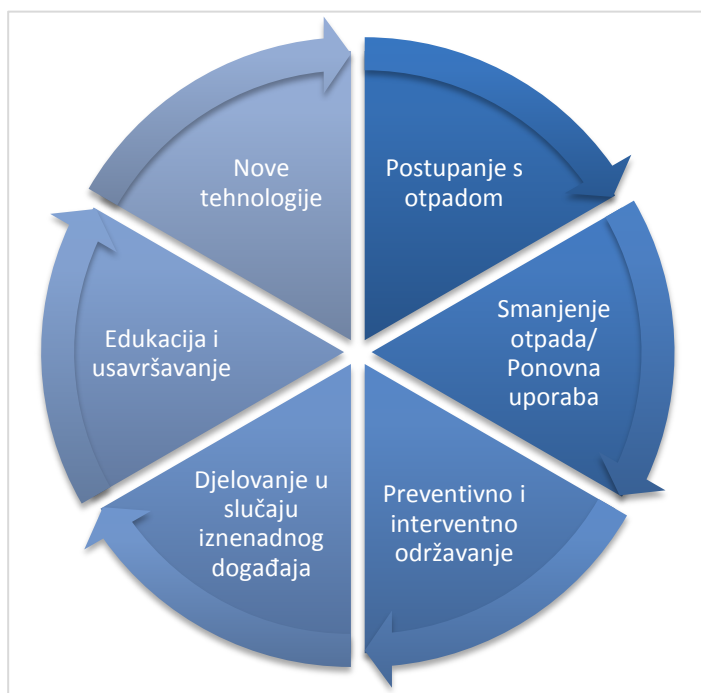 Postupanje s
otpadom
Smanjenje
otpada/
Ponovna
uporaba
Preventivno i
interventno
održavanje
Djelovanje u
slučaju
iznenadnog
događaja
Edukacija i
usavršavanje
Nove
tehnologije